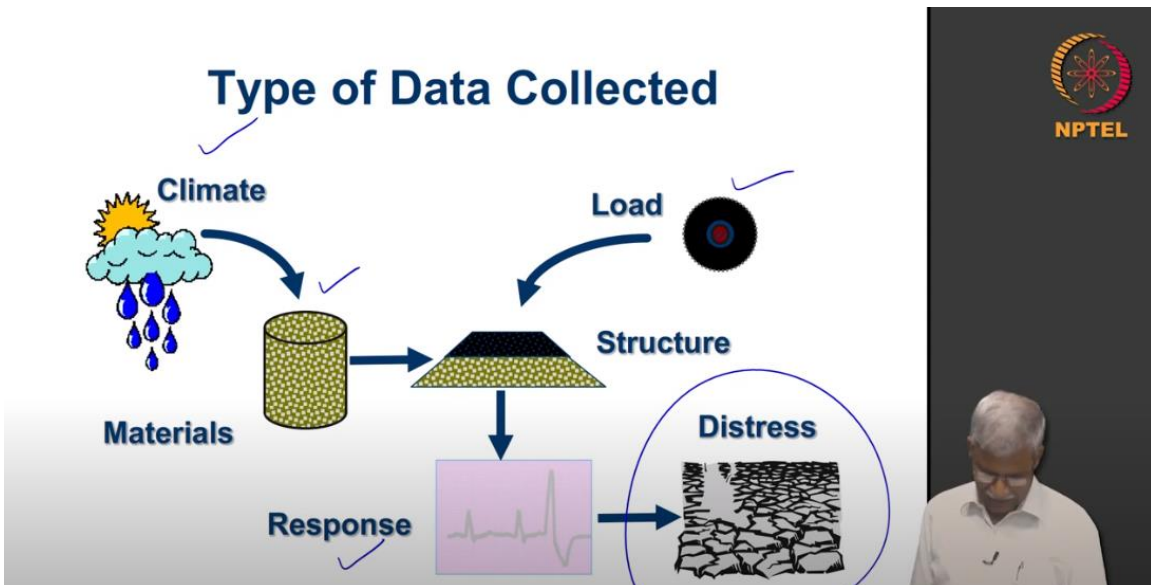 Type of Data Collected
NPTEL
Climate
Load
Structure
Materials
Distress
Response